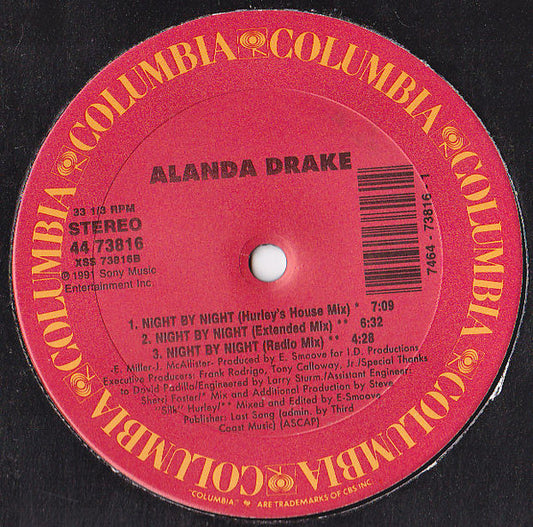 COLUMBIA COLUMBIA COLUMBIA COLUMBIA COLUMBIA COLUMBIA
ALANDA DRAKE
33 1/3 RPM
STEREO
44 73816
XSS 73816B
℗ 1991 Sony Music
Entertainment Inc.
7464 - 73816 - 1
1. NIGHT BY NIGHT (Hurley's House Mix) * 7:09
2. NIGHT BY NIGHT (Extended Mix) ** 6:32
3. NIGHT BY NIGHT (Radio Mix) ** 4:28
-E. Miller-J. McAllister- Produced by E. Smoove for I.D. Productions
Executive Producers: Frank Rodrigo, Tony Calloway, Jr./Special Thanks
to David Padilla/Engineered by Larry Sturm./Assistant Engineer:
Sherri Foster/* Mix and Additional Production by Steve
"Silk" Hurley/** Mixed and Edited by E-Smoove
Publisher: Last Song (admin. by Third
Coast Music) (ASCAP)
"COLUMBIA," ARE TRADEMARKS OF CBS INC.